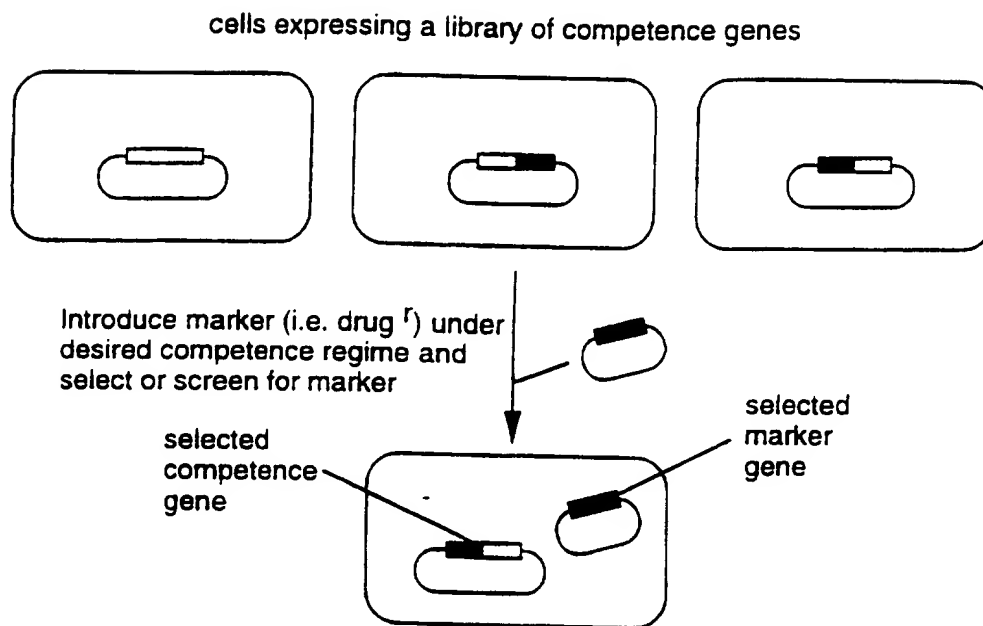 cells expressing a library of competence genes
Introduce marker (i.e. drug r) under
desired competence regime and
select or screen for marker
selected
competence
gene
selected
marker
gene